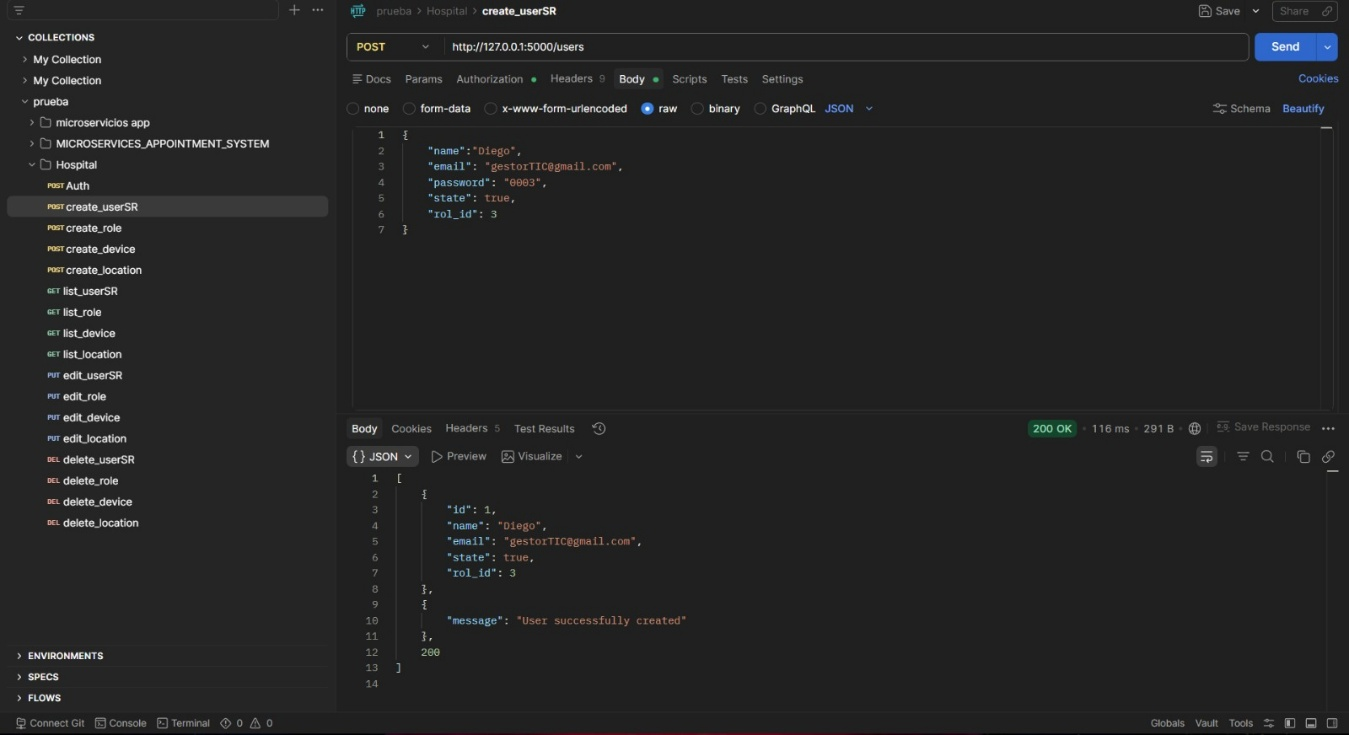 prueba > Hospital > create_userSR
Save
Share
COLLECTIONS
My Collection
My Collection
prueba
microservicios app
MICROSERVICES_APPOINTMENT_SYSTEM
Hospital
POST Auth
POST create_userSR
POST create_role
POST create_device
POST create_location
GET list_userSR
GET list_role
GET list_device
GET list_location
PUT edit_userSR
PUT edit_role
PUT edit_device
PUT edit_location
DEL delete_userSR
DEL delete_role
DEL delete_device
DEL delete_location
ENVIRONMENTS
SPECS
FLOWS
HTTP
POST http://127.0.0.1:5000/users Send
Docs Params Authorization Headers 9 Body Scripts Tests Settings Cookies
none form-data x-www-form-urlencoded raw binary GraphQL JSON Schema Beautify
1 {
2 "name":"Diego",
3 "email": "gestorTIC@gmail.com",
4 "password": "0003",
5 "state": true,
6 "rol_id": 3
7 }
Body Cookies Headers 5 Test Results 200 OK 116 ms 291 B Save Response
{} JSON Preview Visualize
1 [
2 {
3 "id": 1,
4 "name": "Diego",
5 "email": "gestorTIC@gmail.com",
6 "state": true,
7 "rol_id": 3
8 },
9 {
10 "message": "User successfully created"
11 },
12 200
13 ]
14
Connect Git Console Terminal 0 0 Globals Vault Tools